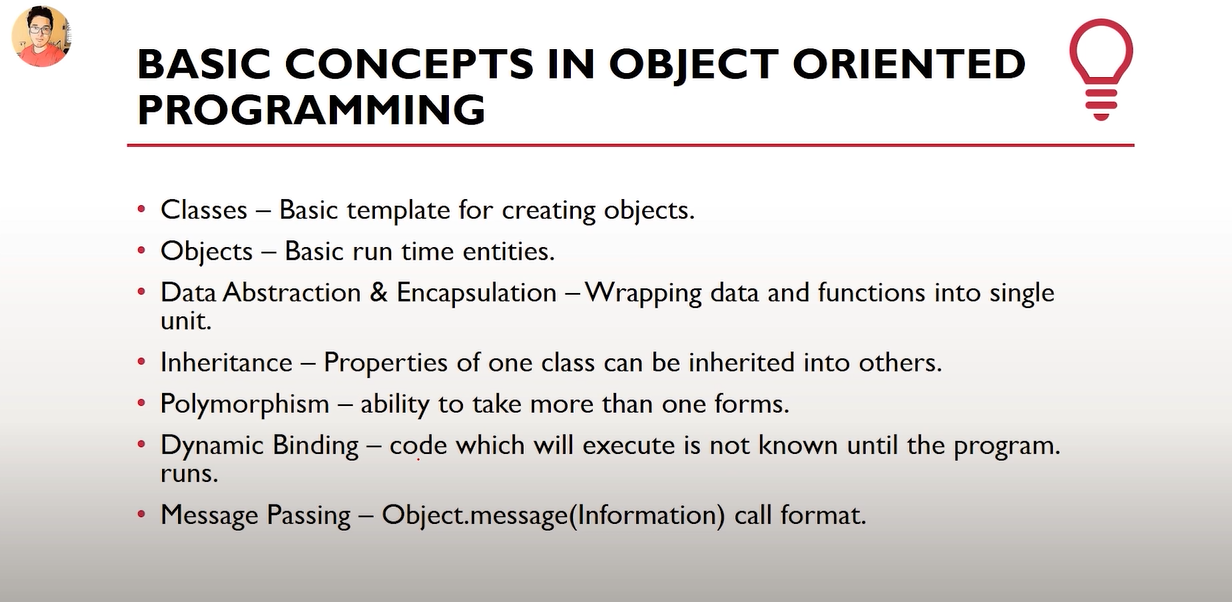 BASIC CONCEPTS IN OBJECT ORIENTED
PROGRAMMING
• Classes – Basic template for creating objects.
• Objects – Basic run time entities.
• Data Abstraction & Encapsulation – Wrapping data and functions into single
unit.
• Inheritance – Properties of one class can be inherited into others.
• Polymorphism – ability to take more than one forms.
• Dynamic Binding – code which will execute is not known until the program.
runs.
• Message Passing – Object.message(Information) call format.